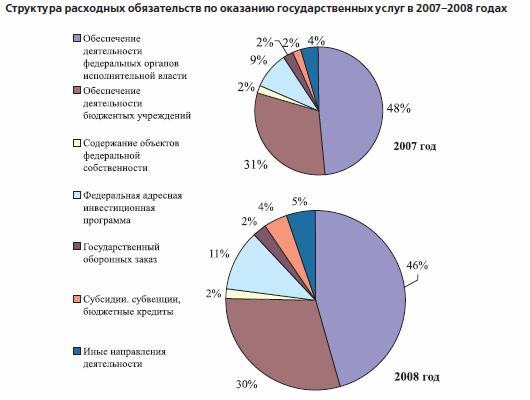 Структура расходных обязательств по оказанию государственных услуг в 2007–2008 годах
Обеспечение
деятельности
федеральных органов
исполнительной власти
Обеспечение
деятельности
бюджетных учреждений
Содержание объектов
федеральной
собственности
Федеральная адресная
инвестиционная
программа
Государственный
оборонных заказ
Субсидии. субвенции,
бюджетные кредиты
Иные направления
деятельности
2% 2% 4%
9%
2%
48%
31%
2007 год
5%
4%
2%
11%
46%
2%
30%
2008 год